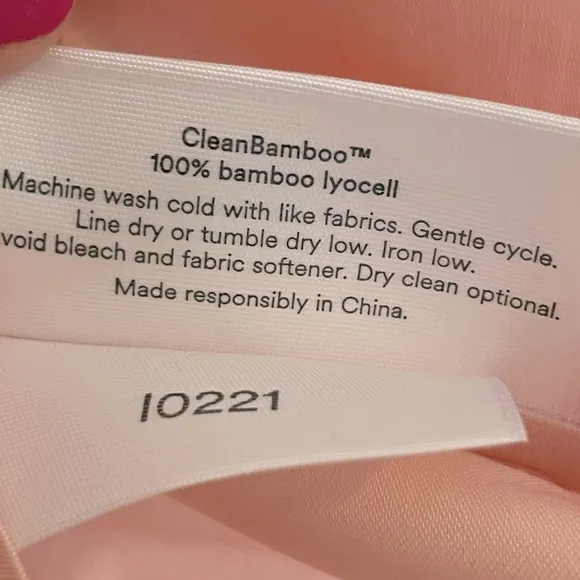 CleanBamboo™
100% bamboo lyocell
Machine wash cold with like fabrics. Gentle cycle.
Line dry or tumble dry low. Iron low.
void bleach and fabric softener. Dry clean optional.
Made responsibly in China.
10221